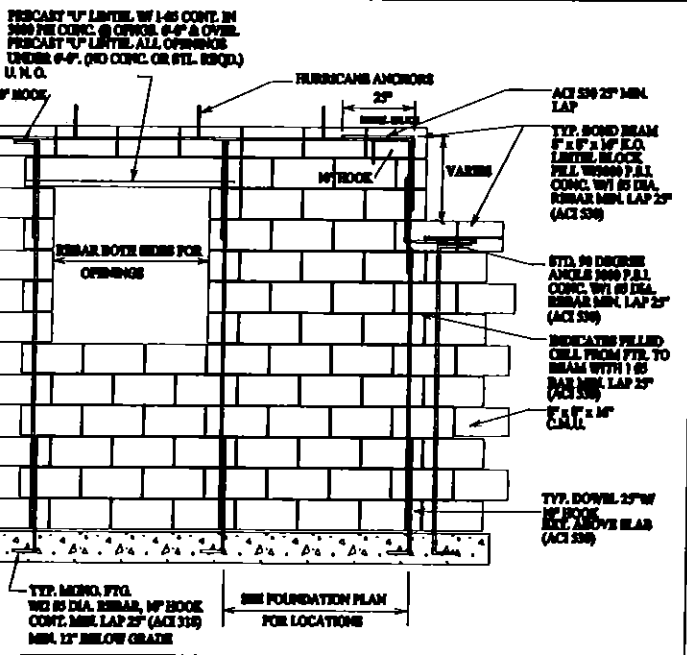 PRECAST "U" LINTEL W/ 1-#5 CONT. IN
3000 PSI CONC. @ OPNGS. 6'-0" & OVER.
PRECAST "U" LINTEL ALL OPENINGS
UNDER 6'-0". (NO CONC. OR STL. REQD.)
U. N. O.
HOOK
HURRICANE ANCHORS
25"
ACI 530 25" MIN.
LAP
TYP. BOND BEAM
8" x 8" x 16" K.O.
LINTEL BLOCK
FILL W/3000 P.S.I.
CONC. W/1 #5 DIA.
REBAR MIN. LAP 25"
(ACI 530)
10" HOOK
VARIES
REBAR BOTH SIDES FOR
OPENINGS
STD. 90 DEGREE
ANGLE 3000 P.S.I.
CONC. W/1 #5 DIA.
REBAR MIN. LAP 25"
(ACI 530)
INDICATES FILLED
CELL FROM FTR. TO
BEAM WITH 1 #5
BAR MIN. LAP 25"
(ACI 530)
8" x 8" x 16"
C.M.U.
TYP. DOWEL 25" W/
10" HOOK
EXT. ABOVE SLAB
(ACI 530)
TYP. MONO. FTG.
W/2 #5 DIA. REBAR, 10" HOOK
CONT. MIN. LAP 25" (ACI 318)
MIN. 12" BELOW GRADE
SEE FOUNDATION PLAN
FOR LOCATIONS